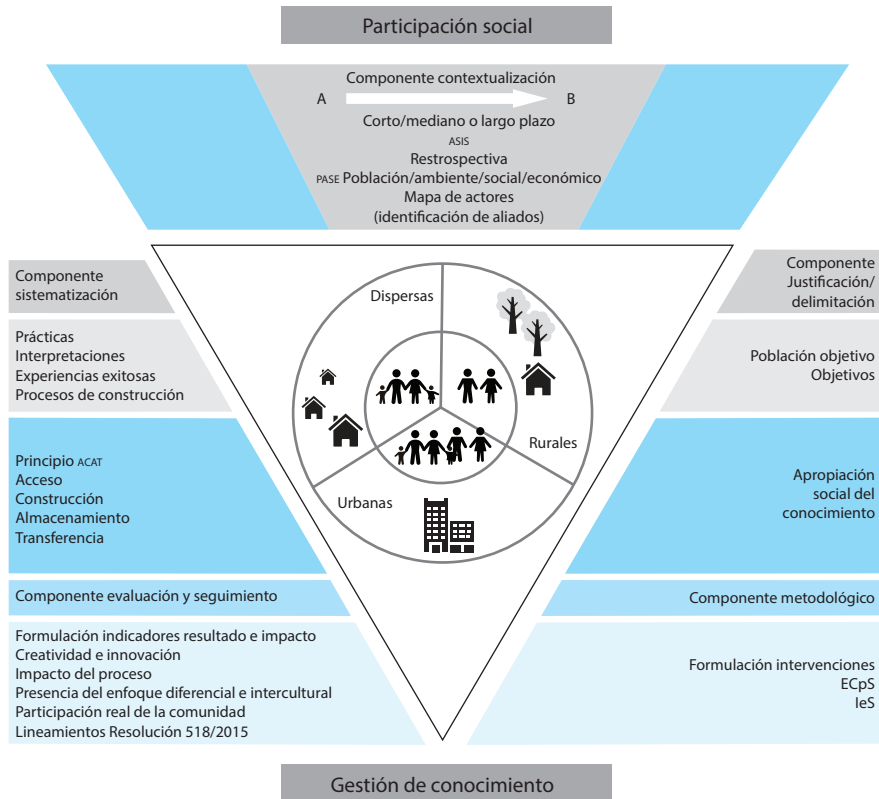 Participación social
Componente contextualización
A B
Corto/mediano o largo plazo
ASIS
Restrospectiva
PASE Población/ambiente/social/económico
Mapa de actores
(identificación de aliados)
Componente
sistematización
Prácticas
Interpretaciones
Experiencias exitosas
Procesos de construcción
Principio ACAT
Acceso
Construcción
Almacenamiento
Transferencia
Componente evaluación y seguimiento
Formulación indicadores resultado e impacto
Creatividad e innovación
Impacto del proceso
Presencia del enfoque diferencial e intercultural
Participación real de la comunidad
Lineamientos Resolución 518/2015
Dispersas
Rurales
Urbanas
Componente
Justificación/
delimitación
Población objetivo
Objetivos
Apropiación
social del
conocimiento
Componente metodológico
Formulación intervenciones
ECpS
IeS
Gestión de conocimiento